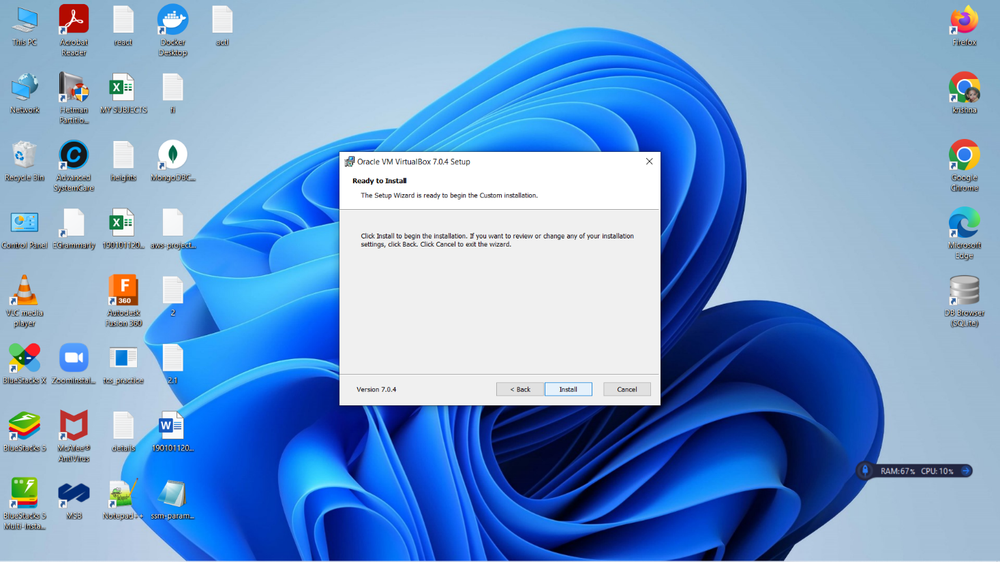 This PC
Acrobat
Reader
react
Docker
Desktop
actl
Firefox
Network
Hetman
Partitio...
X
MY SUBJECTS
fi
krishna
Recycle Bin
C
Advanced
SystemCare
heights
MongoDBC...
Google
Chrome
Control Panel
EGrammarly
X
190101120...
aws-project...
Microsoft
Edge
VLC media
player
F
360
Autodesk
Fusion 360
2
DB Browser
(SQLite)
BlueStacks X
ZoomInstal...
tcs_practice
2.1
BlueStacks 5
McAfee®
AntiVirus
details
W
190101120...
BlueStacks 5
Multi-Insta...
MSB
Notepad++
ssm-param...
Oracle VM VirtualBox 7.0.4 Setup
Ready to Install
The Setup Wizard is ready to begin the Custom installation.
Click Install to begin the installation. If you want to review or change any of your installation
settings, click Back. Click Cancel to exit the wizard.
Version 7.0.4
< Back
Install
Cancel
RAM:67% CPU: 10%